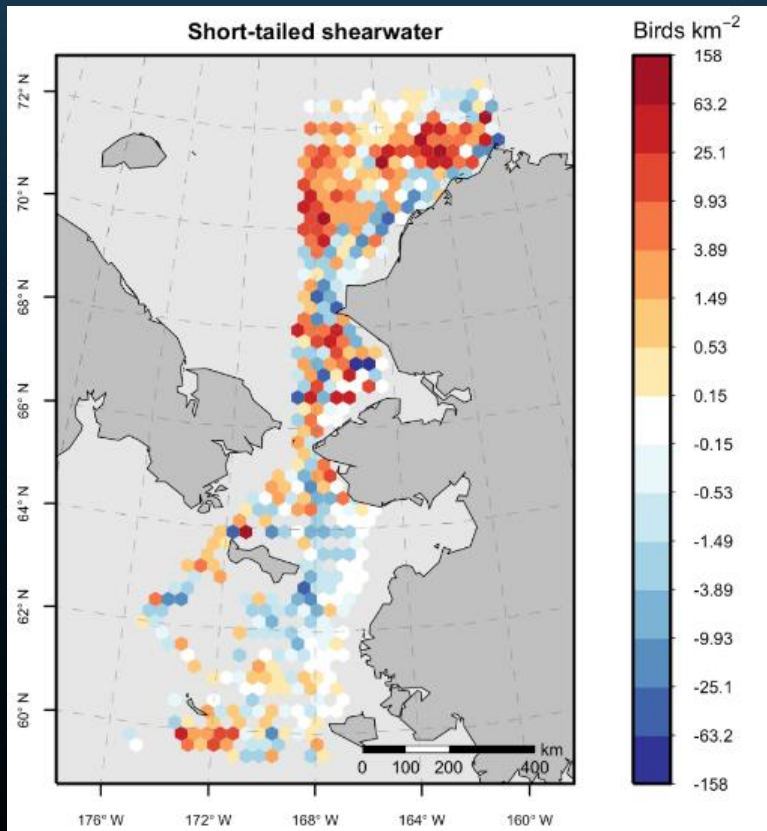 Short-tailed shearwater
Birds km−2
158
63.2
25.1
9.93
3.89
1.49
0.53
0.15
-0.15
-0.53
-1.49
-3.89
-9.93
-25.1
-63.2
-158
72° N
70° N
68° N
66° N
64° N
62° N
60° N
km
0 100 200 400
176° W 172° W 168° W 164° W 160° W